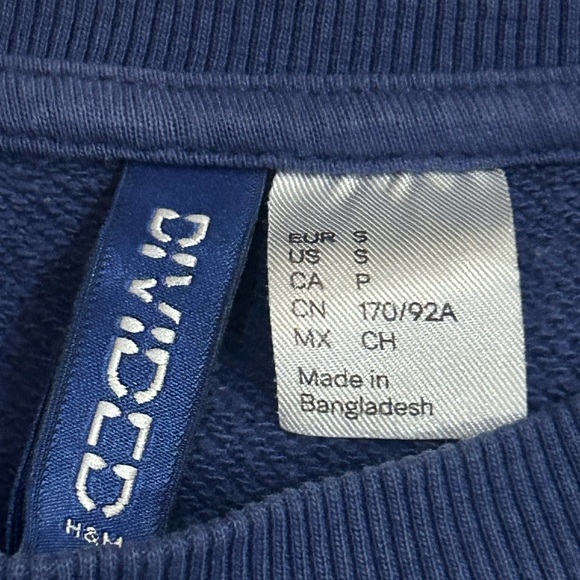 DIVIDED
H&M
EUR S
US S
CA P
CN 170/92A
MX CH
Made in
Bangladesh